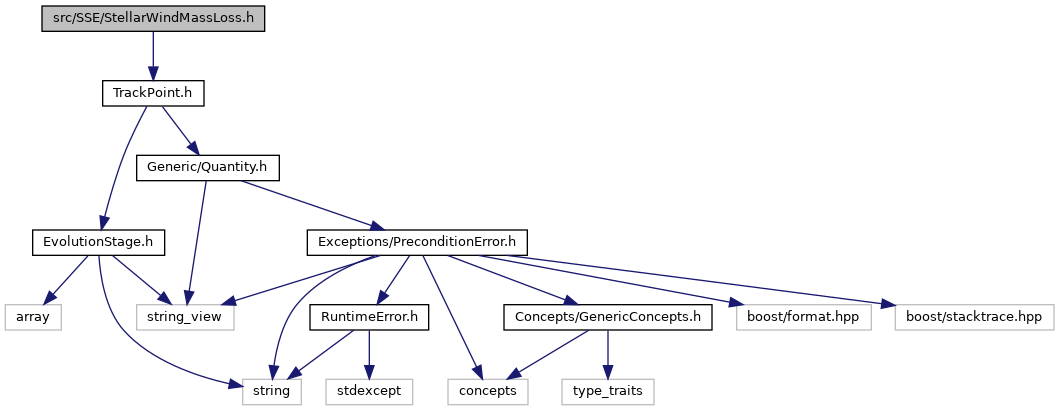 src/SSE/StellarWindMassLoss.h
TrackPoint.h
Generic/Quantity.h
EvolutionStage.h
Exceptions/PreconditionError.h
array
string_view
RuntimeError.h
Concepts/GenericConcepts.h
boost/format.hpp
boost/stacktrace.hpp
string
stdexcept
concepts
type_traits